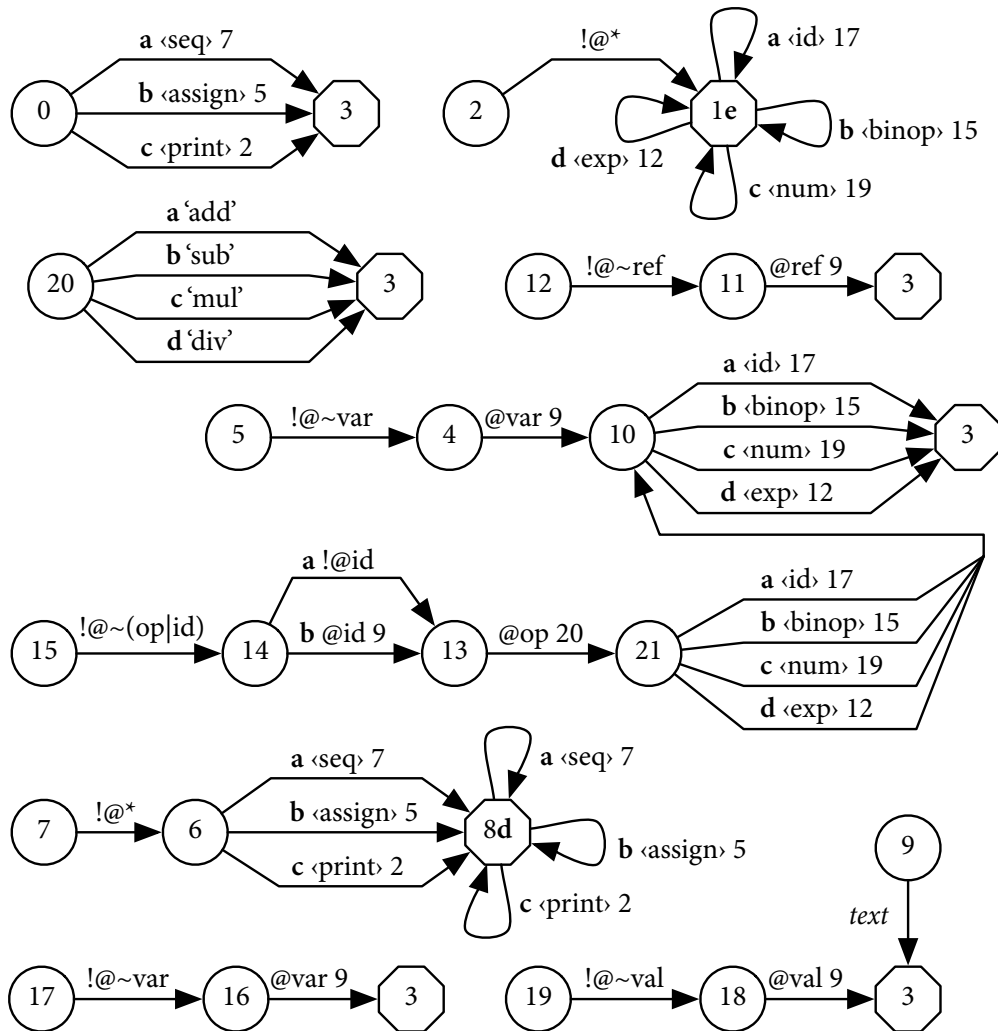 a ‹seq› 7
0
b ‹assign› 5
3
c ‹print› 2
2
!@*
1e
a ‹id› 17
b ‹binop› 15
d ‹exp› 12
c ‹num› 19
20
a ‘add’
b ‘sub’
c ‘mul’
d ‘div’
3
12
!@~ref
11
@ref 9
3
5
!@~var
4
@var 9
10
a ‹id› 17
b ‹binop› 15
c ‹num› 19
d ‹exp› 12
3
15
!@~(op|id)
14
a !@id
b @id 9
13
@op 20
21
a ‹id› 17
b ‹binop› 15
c ‹num› 19
d ‹exp› 12
7
!@*
6
a ‹seq› 7
b ‹assign› 5
c ‹print› 2
8d
a ‹seq› 7
b ‹assign› 5
c ‹print› 2
9
text
17
!@~var
16
@var 9
3
19
!@~val
18
@val 9
3